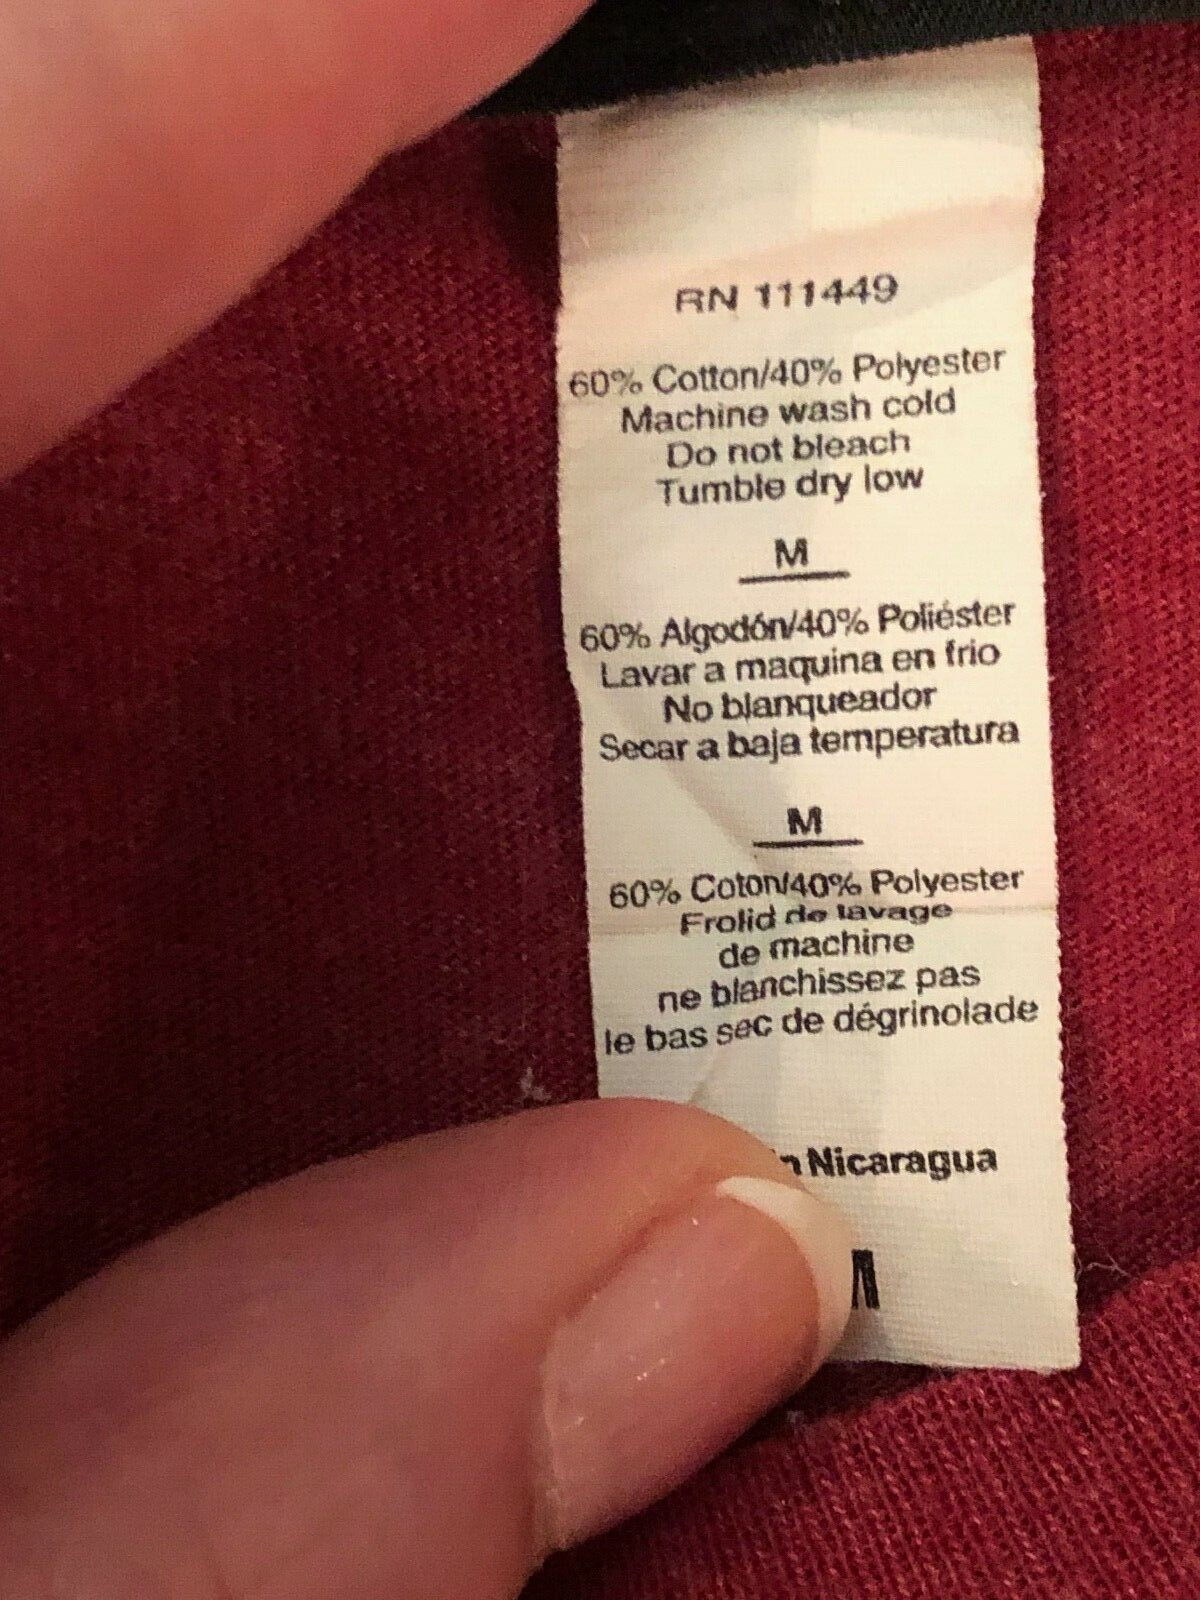 RN 111449
60% Cotton/40% Polyester
Machine wash cold
Do not bleach
Tumble dry low
M
60% Algodón/40% Poliéster
Lavar a maquina en frio
No blanqueador
Secar a baja temperatura
M
60% Coton/40% Polyester
Frolid de lavage
de machine
ne blanchissez pas
le bas sec de dégrinolade
Nicaragua